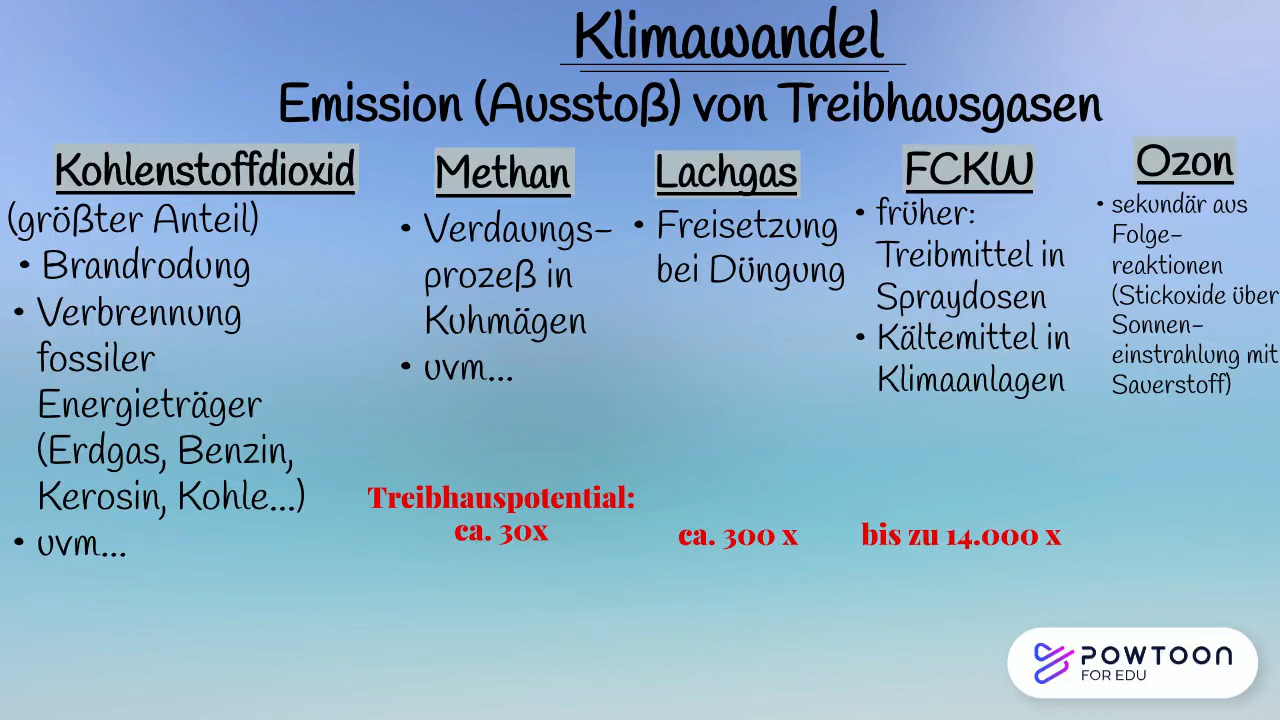 Klimawandel
Emission (Ausstoß) von Treibhausgasen
Kohlenstoffdioxid
(größter Anteil)
• Brandrodung
• Verbrennung
fossiler
Energieträger
(Erdgas, Benzin,
Kerosin, Kohle...)
• uvm...
Methan
• Verdauungs-
prozeß in
Kuhmägen
• uvm...
Treibhauspotential:
ca. 30x
Lachgas
• Freisetzung
bei Düngung
ca. 300 x
FCKW
• früher:
Treibmittel in
Spraydosen
• Kältemittel in
Klimaanlagen
bis zu 14.000 x
Ozon
• sekundär aus
Folge-
reaktionen
(Stickoxide über
Sonnen-
einstrahlung mit
Sauerstoff)
POWTOON
FOR EDU